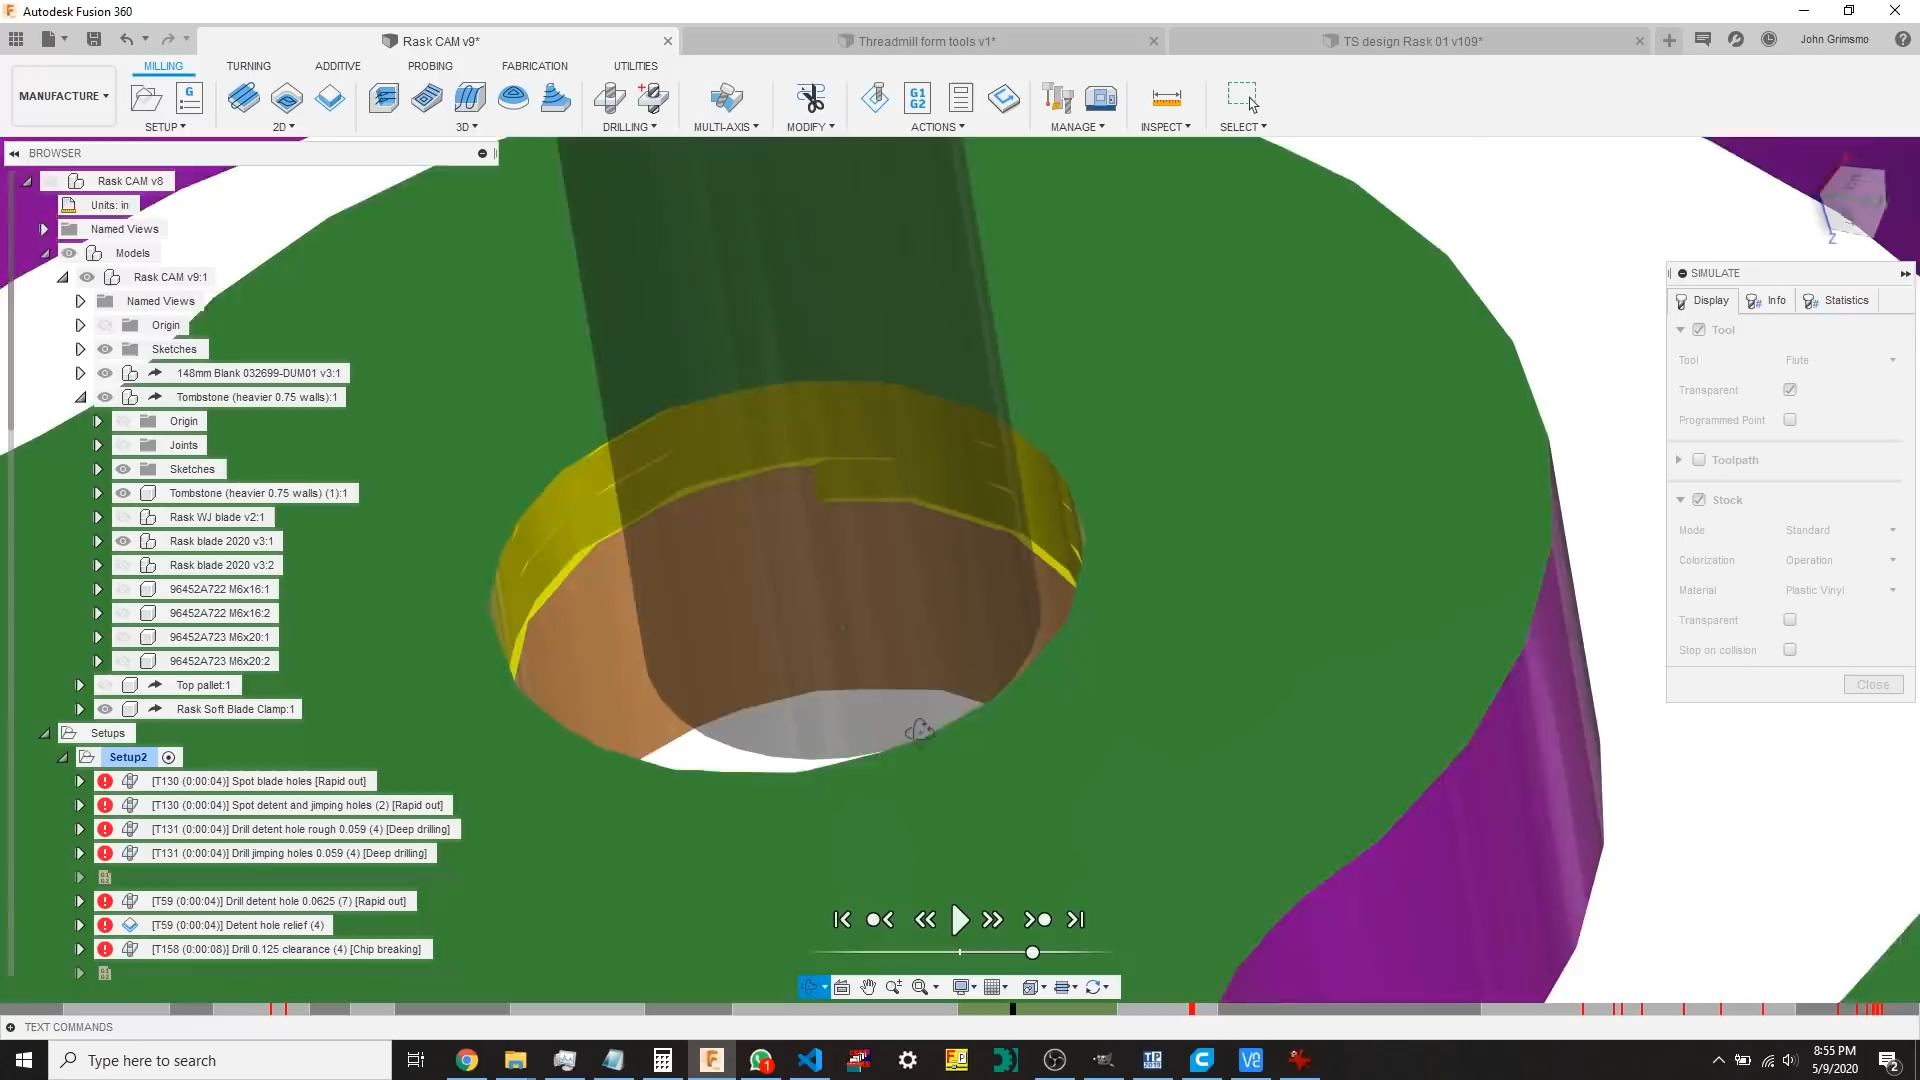 Autodesk Fusion 360
Rask CAM v9*
Threadmill form tools v1*
TS design Rask 01 v109*
John Grimsmo
MANUFACTURE
MILLING
TURNING
ADDITIVE
PROBING
FABRICATION
UTILITIES
G
G1
G2
SETUP
2D
3D
DRILLING
MULTI-AXIS
MODIFY
ACTIONS
MANAGE
INSPECT
SELECT
BROWSER
Rask CAM v8
Units: in
Named Views
Models
Rask CAM v9:1
Named Views
Origin
Sketches
148mm Blank 032699-DUM01 v3:1
Tombstone (heavier 0.75 walls):1
Origin
Joints
Sketches
Tombstone (heavier 0.75 walls) (1):1
Rask WJ blade v2:1
Rask blade 2020 v3:1
Rask blade 2020 v3:2
96452A722 M6x16:1
96452A722 M6x16:2
96452A723 M6x20:1
96452A723 M6x20:2
Top pallet:1
Rask Soft Blade Clamp:1
Setups
Setup2
[T130 (0:00:04)] Spot blade holes [Rapid out]
[T130 (0:00:04)] Spot detent and jimping holes (2) [Rapid out]
[T131 (0:00:04)] Drill detent hole rough 0.059 (4) [Deep drilling]
[T131 (0:00:04)] Drill jimping holes 0.059 (4) [Deep drilling]
[T59 (0:00:04)] Drill detent hole 0.0625 (7) [Rapid out]
[T59 (0:00:04)] Detent hole relief (4)
[T158 (0:00:08)] Drill 0.125 clearance (4) [Chip breaking]
Z
SIMULATE
Display
Info
Statistics
Tool
Tool Flute
Transparent
Programmed Point
Toolpath
Stock
Mode Standard
Colorization Operation
Material Plastic Vinyl
Transparent
Stop on collision
Close
TEXT COMMANDS
Type here to search
1
8:55 PM
5/9/2020
2